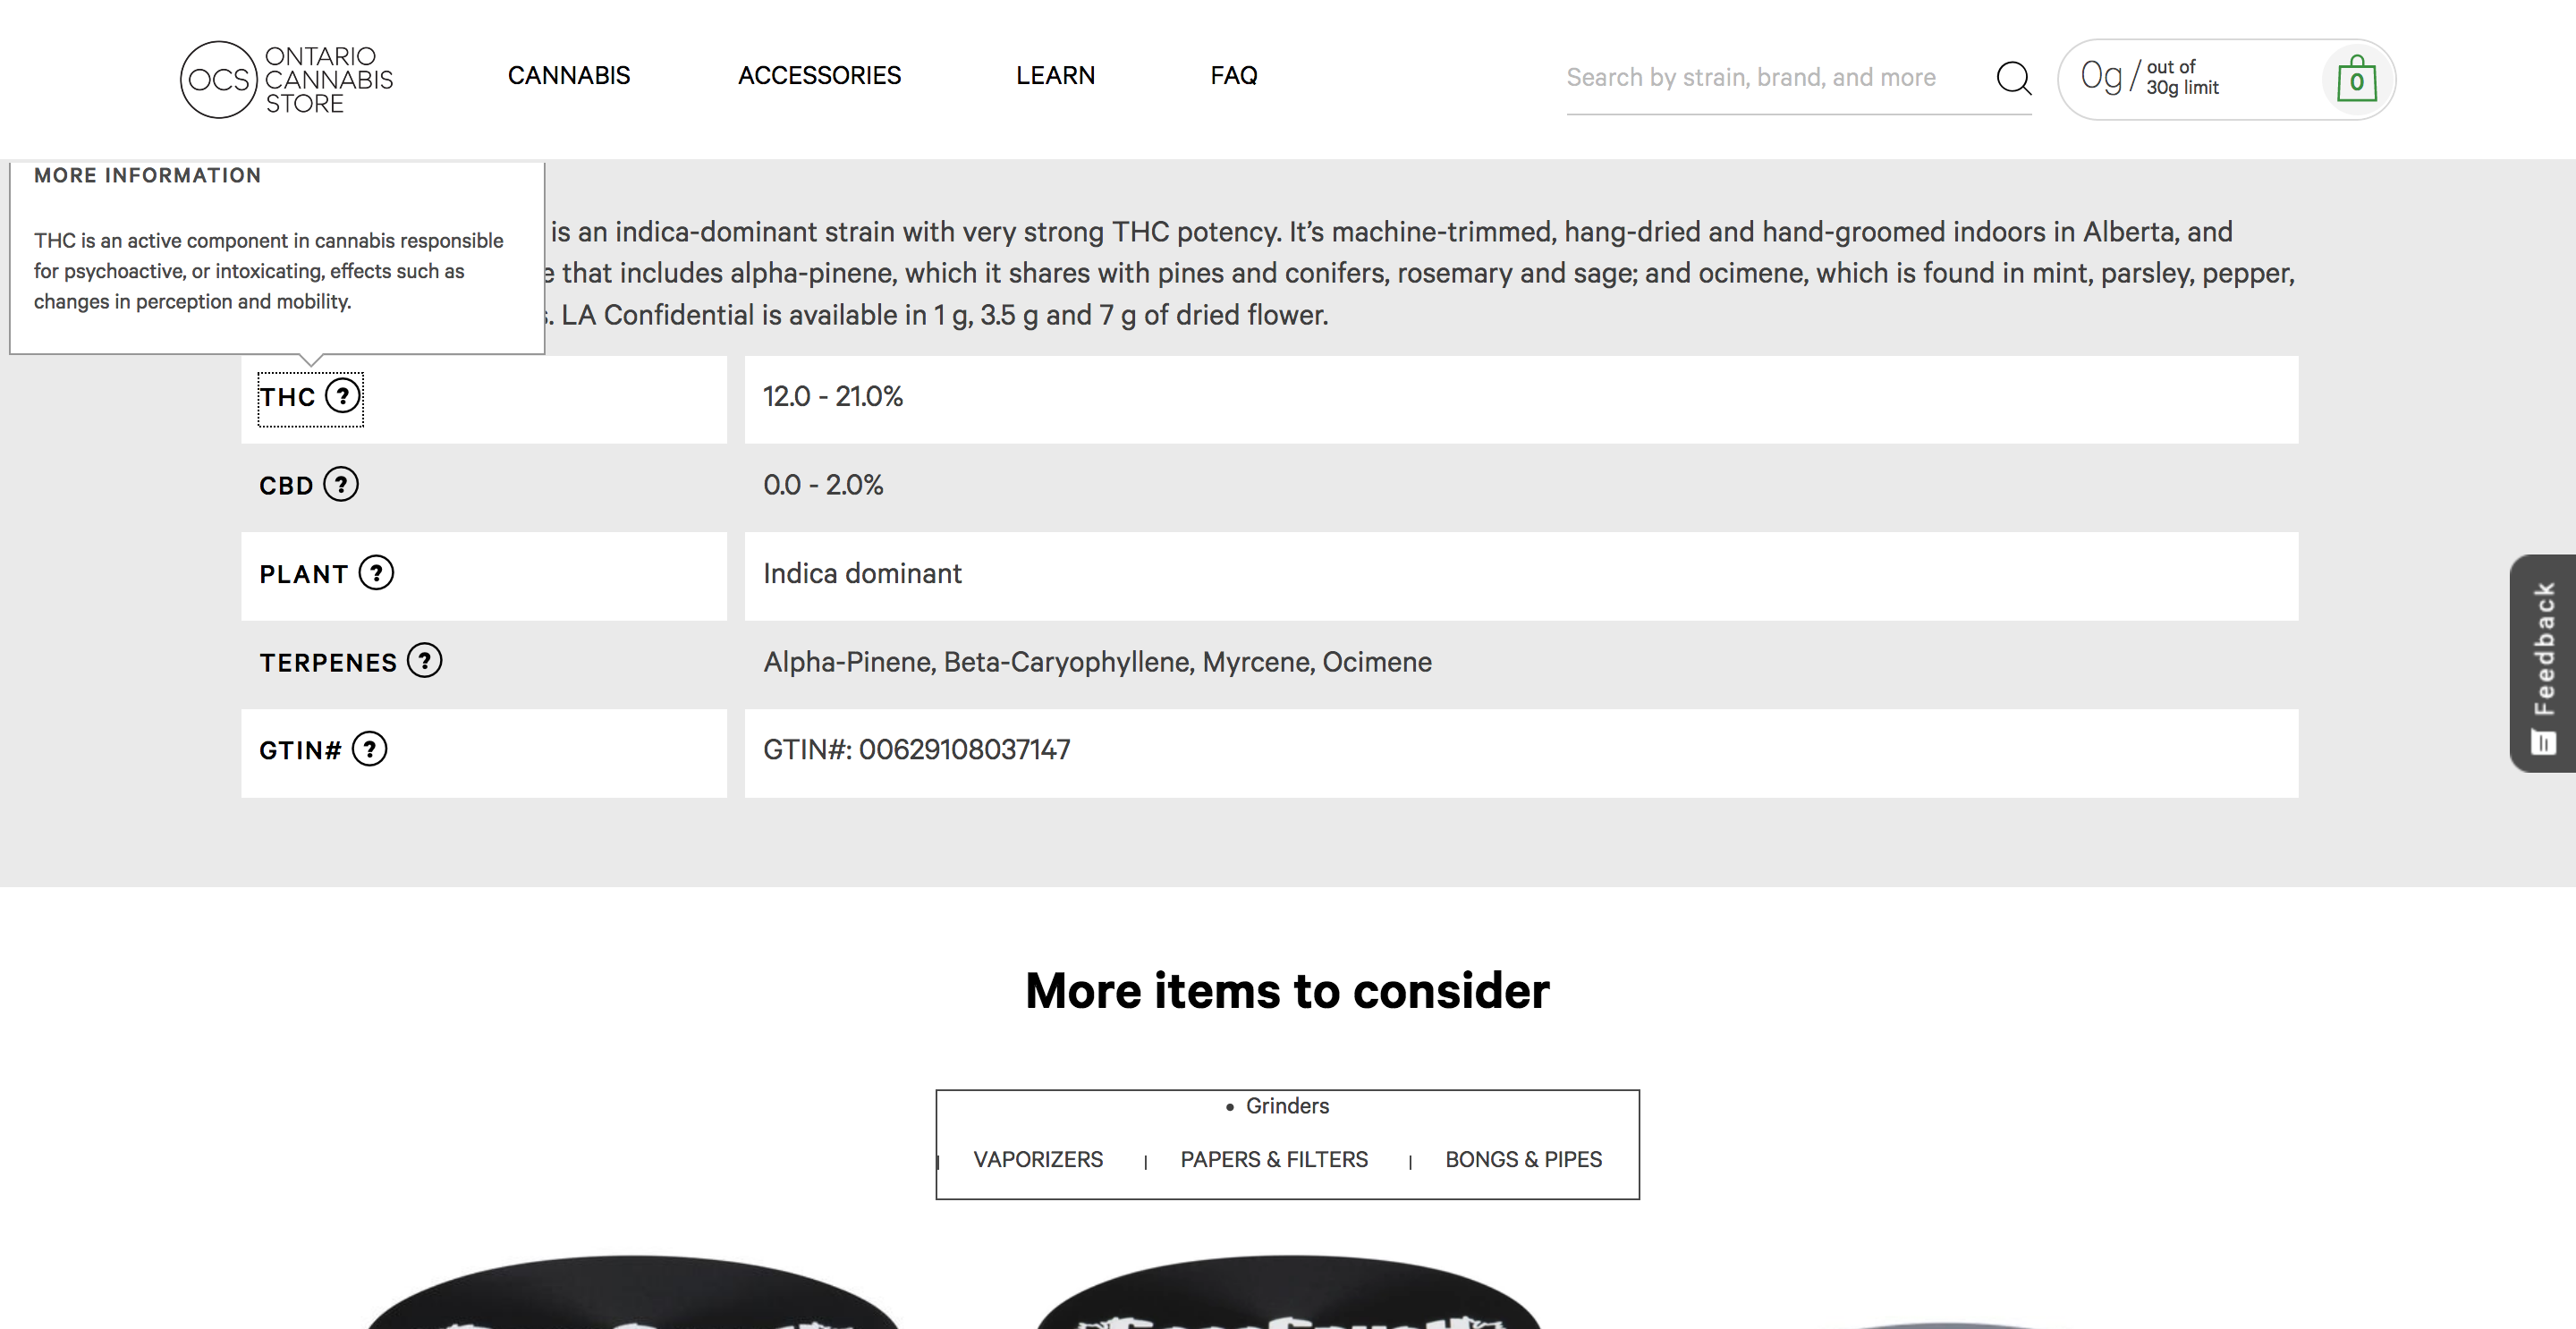 OCS
ONTARIO
CANNABIS
STORE
CANNABIS
ACCESSORIES
LEARN
FAQ
Search by strain, brand, and more
0g / out of
30g limit
0
MORE INFORMATION
THC is an active component in cannabis responsible
for psychoactive, or intoxicating, effects such as
changes in perception and mobility.
is an indica-dominant strain with very strong THC potency. It’s machine-trimmed, hang-dried and hand-groomed indoors in Alberta, and
that includes alpha-pinene, which it shares with pines and conifers, rosemary and sage; and ocimene, which is found in mint, parsley, pepper,
LA Confidential is available in 1 g, 3.5 g and 7 g of dried flower.
THC ?
12.0 - 21.0%
CBD ?
0.0 - 2.0%
PLANT ?
Indica dominant
TERPENES ?
Alpha-Pinene, Beta-Caryophyllene, Myrcene, Ocimene
GTIN# ?
GTIN#: 00629108037147
Feedback
More items to consider
• Grinders
VAPORIZERS | PAPERS & FILTERS | BONGS & PIPES